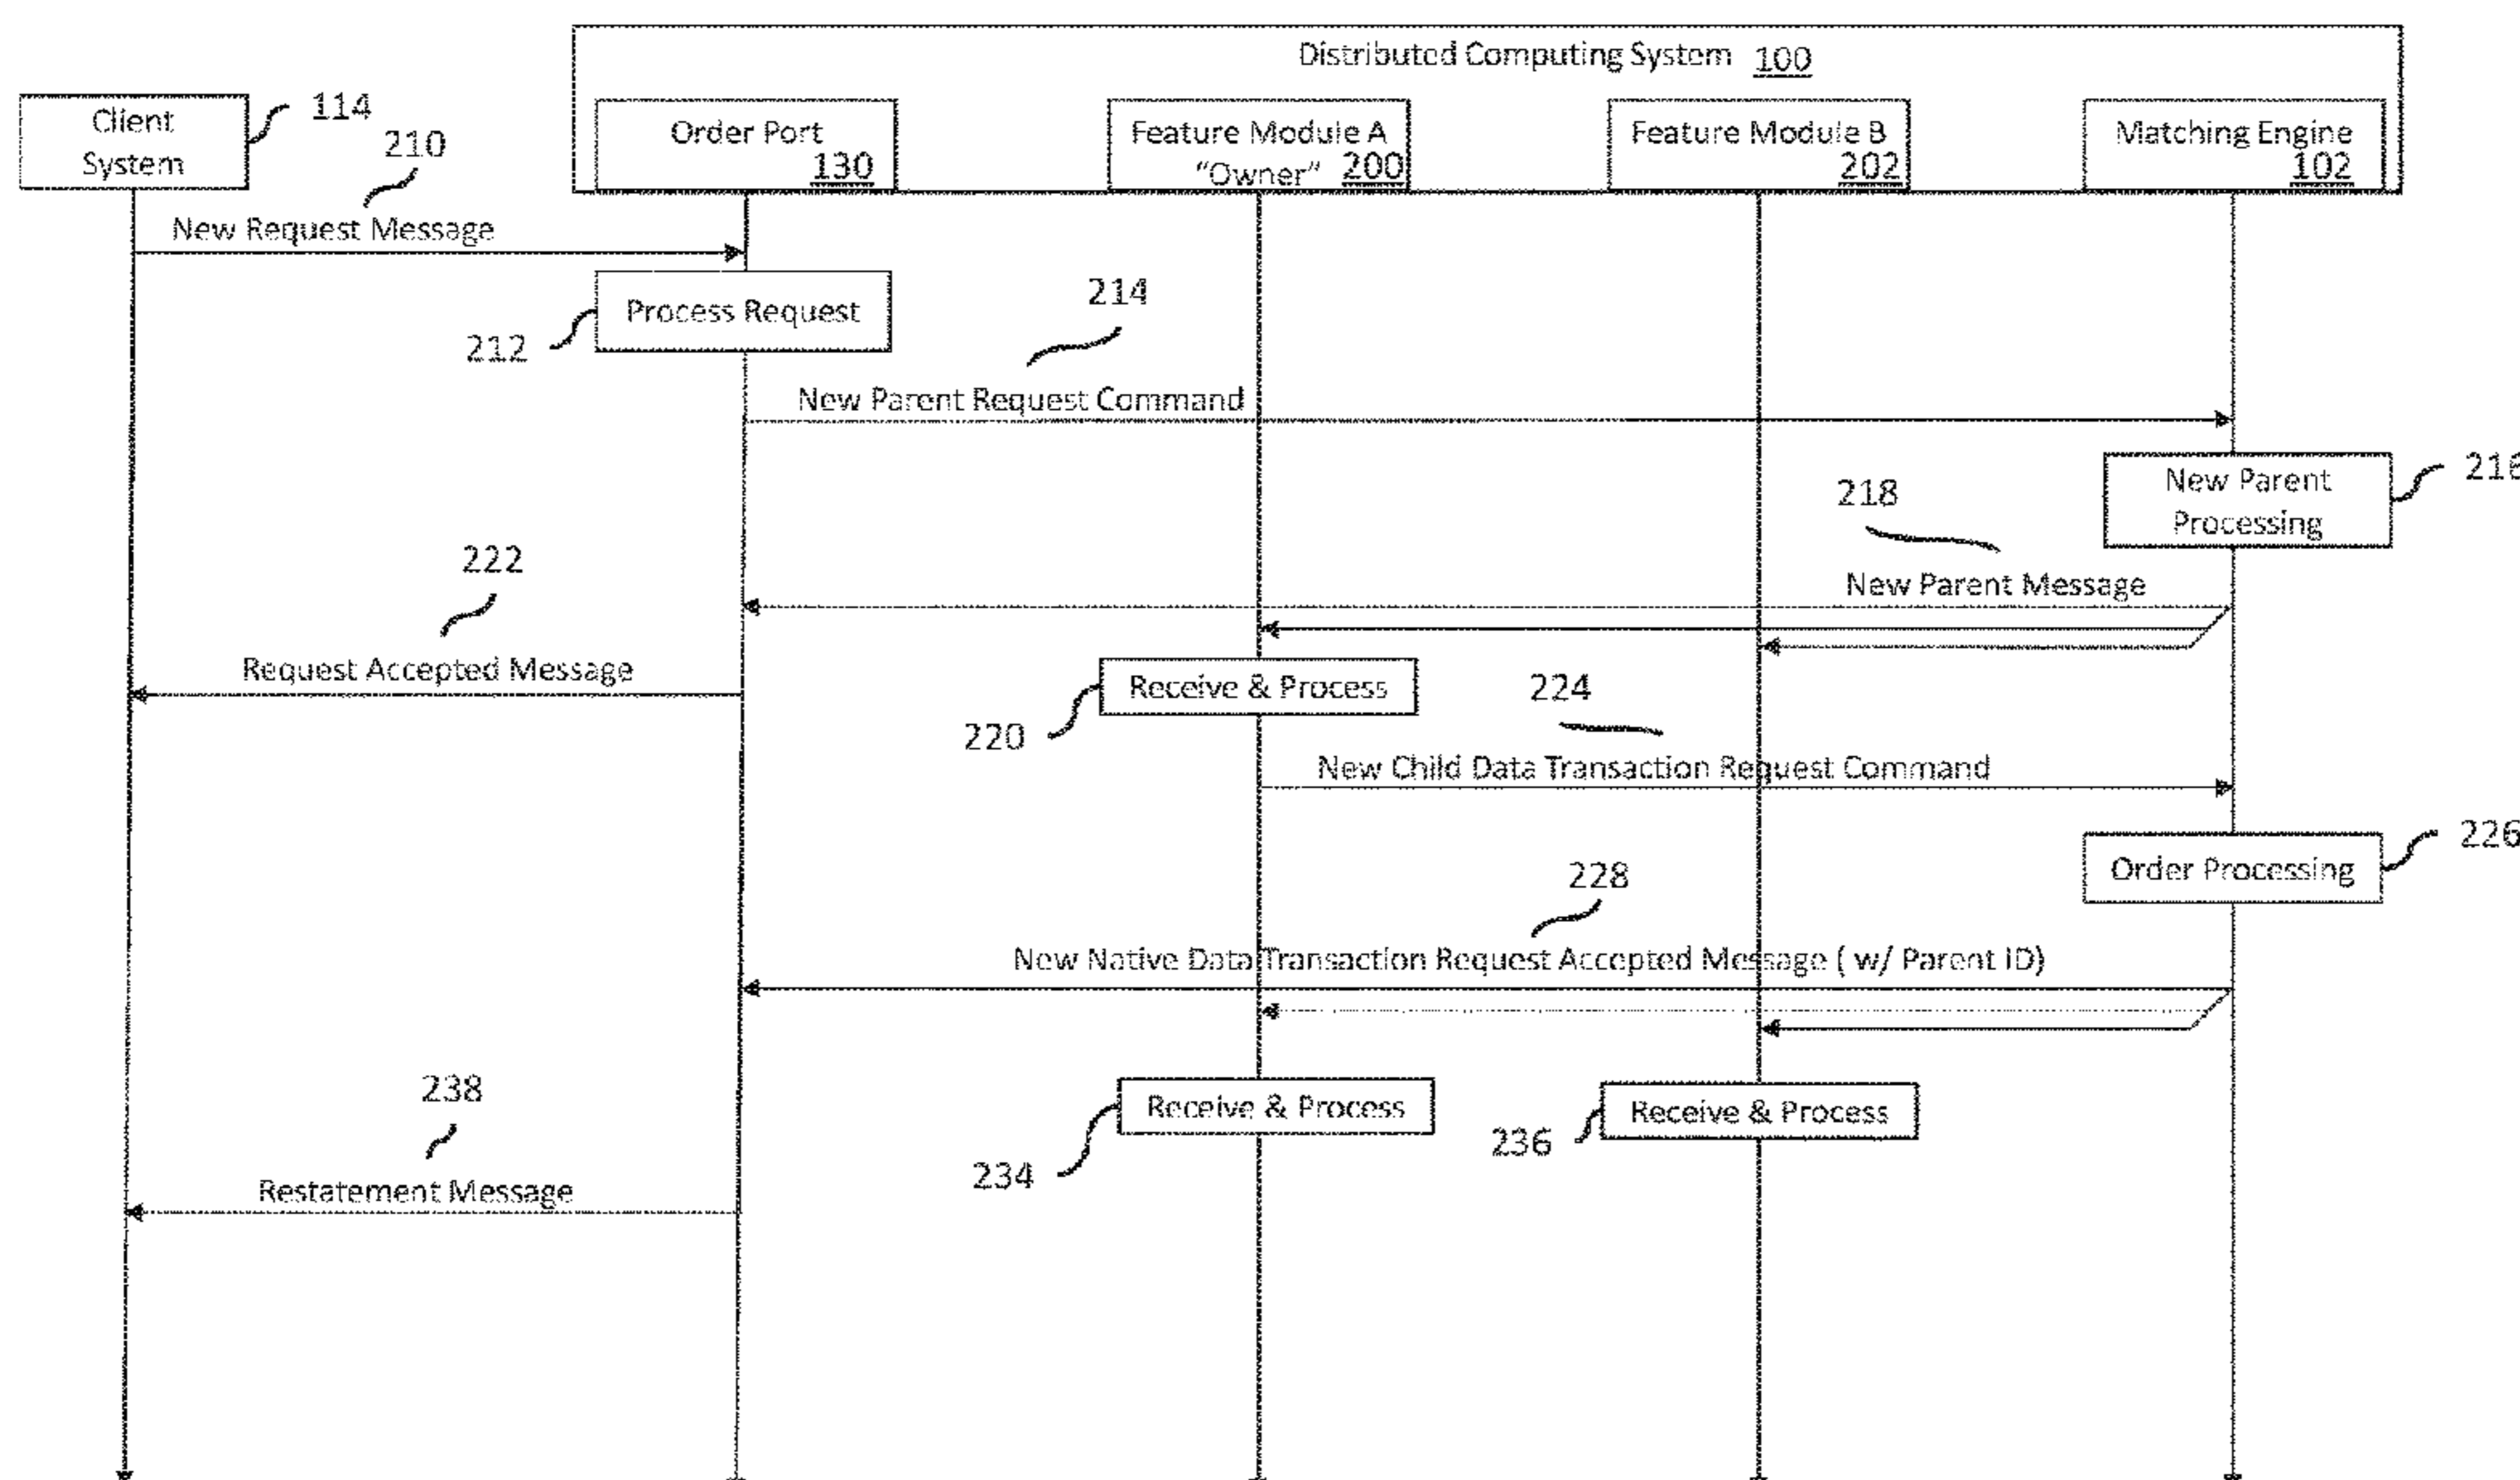 Distributed Computing System 100
Client
System
114
Order Port
130
Feature Module A
"Owner" 200
Feature Module B
202
Matching Engine
102
210
New Request Message
Process Request
212
214
New Parent Request Command
New Parent
Processing
216
218
New Parent Message
222
Request Accepted Message
Receive & Process
220
224
New Child Data Transaction Request Command
Order Processing
226
228
New Native Data Transaction Request Accepted Message ( w/ Parent ID)
Receive & Process
234
Receive & Process
236
238
Restatement Message